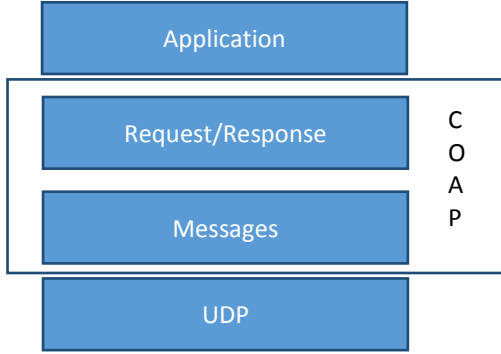 Application
Request/Response
Messages
UDP
C
O
A
P